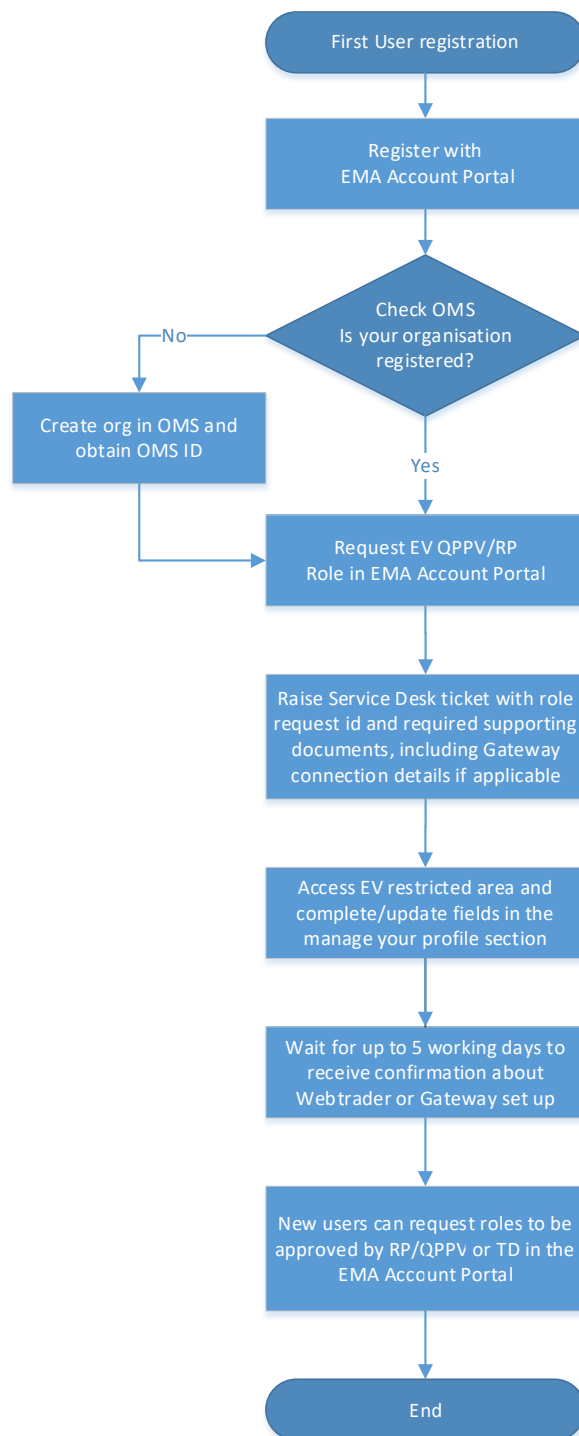 First User registration
Register with
EMA Account Portal
Check OMS
Is your organisation
registered?
No
Create org in OMS and
obtain OMS ID
Yes
Request EV QPPV/RP
Role in EMA Account Portal
Raise Service Desk ticket with role
request id and required supporting
documents, including Gateway
connection details if applicable
Access EV restricted area and
complete/update fields in the
manage your profile section
Wait for up to 5 working days to
receive confirmation about
Webtrader or Gateway set up
New users can request roles to be
approved by RP/QPPV or TD in the
EMA Account Portal
End